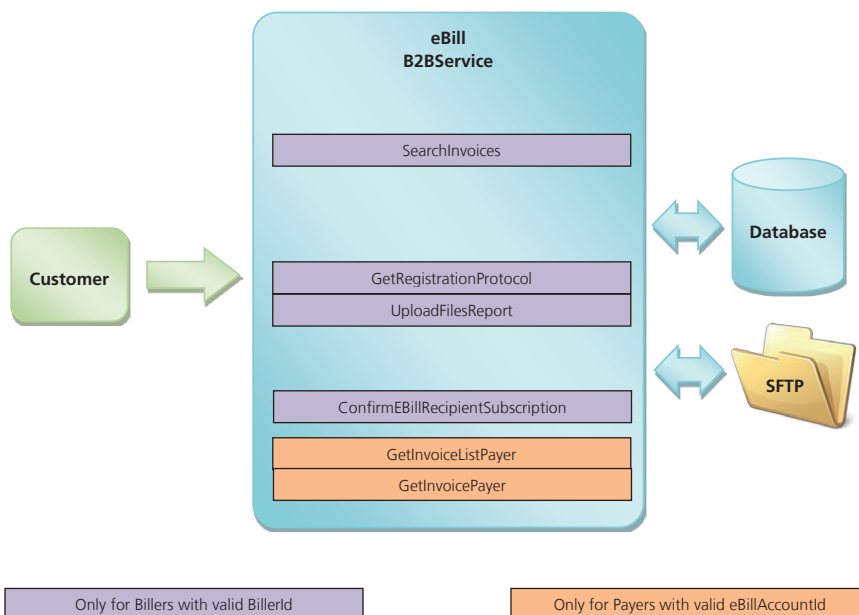 eBill
B2BService
SearchInvoices
Customer
Database
GetRegistrationProtocol
UploadFilesReport
SFTP
ConfirmEBillRecipientSubscription
GetInvoiceListPayer
GetInvoicePayer
Only for Billers with valid BillerId
Only for Payers with valid eBillAccountId